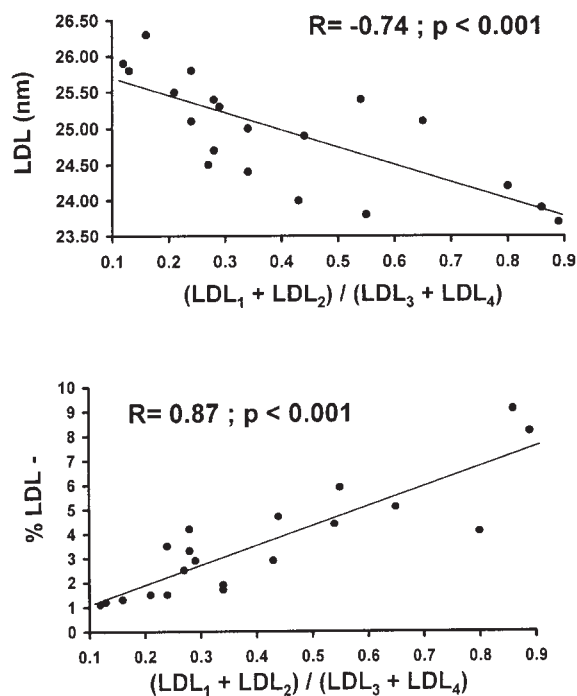 R= -0.74 ; p < 0.001
LDL (nm)
26.50
26.00
25.50
25.00
24.50
24.00
23.50
0.1 0.2 0.3 0.4 0.5 0.6 0.7 0.8 0.9
(LDL₁ + LDL₂) / (LDL₃ + LDL₄)
R= 0.87 ; p < 0.001
% LDL -
10
9
8
7
6
5
4
3
2
1
0
0.1 0.2 0.3 0.4 0.5 0.6 0.7 0.8 0.9
(LDL₁ + LDL₂) / (LDL₃ + LDL₄)